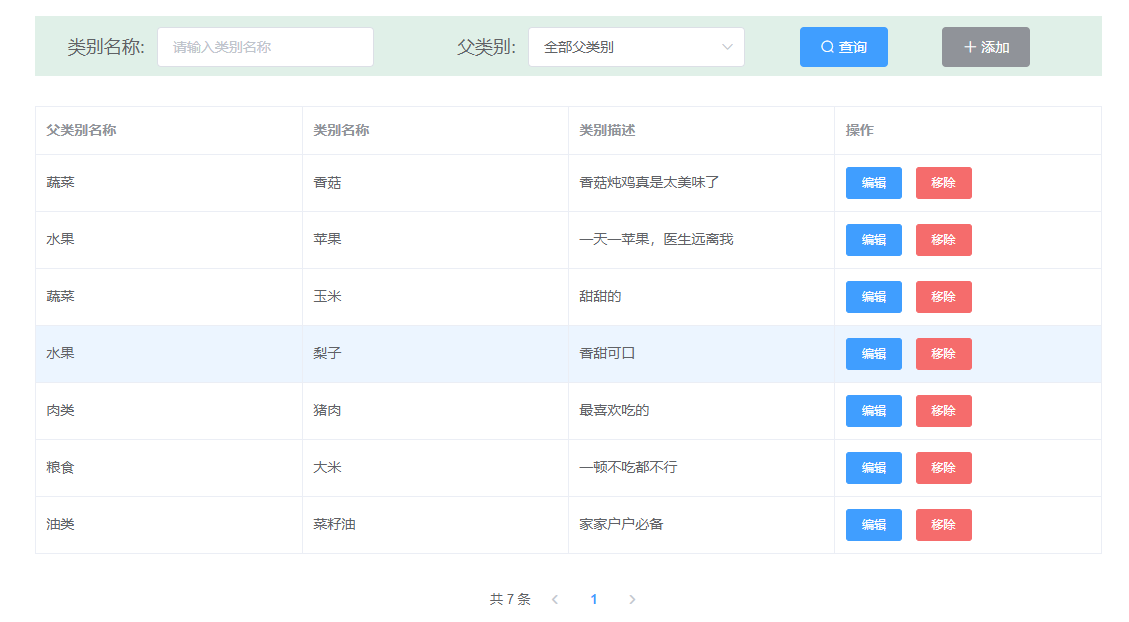 类别名称: 请输入类别名称 父类别: 全部父类别 查询 添加
父类别名称 类别名称 类别描述 操作
蔬菜 香菇 香菇炖鸡真是太美味了 编辑 移除
水果 苹果 一天一苹果，医生远离我 编辑 移除
蔬菜 玉米 甜甜的 编辑 移除
水果 梨子 香甜可口 编辑 移除
肉类 猪肉 最喜欢吃的 编辑 移除
粮食 大米 一顿不吃都不行 编辑 移除
油类 菜籽油 家家户户必备 编辑 移除
共 7 条 1